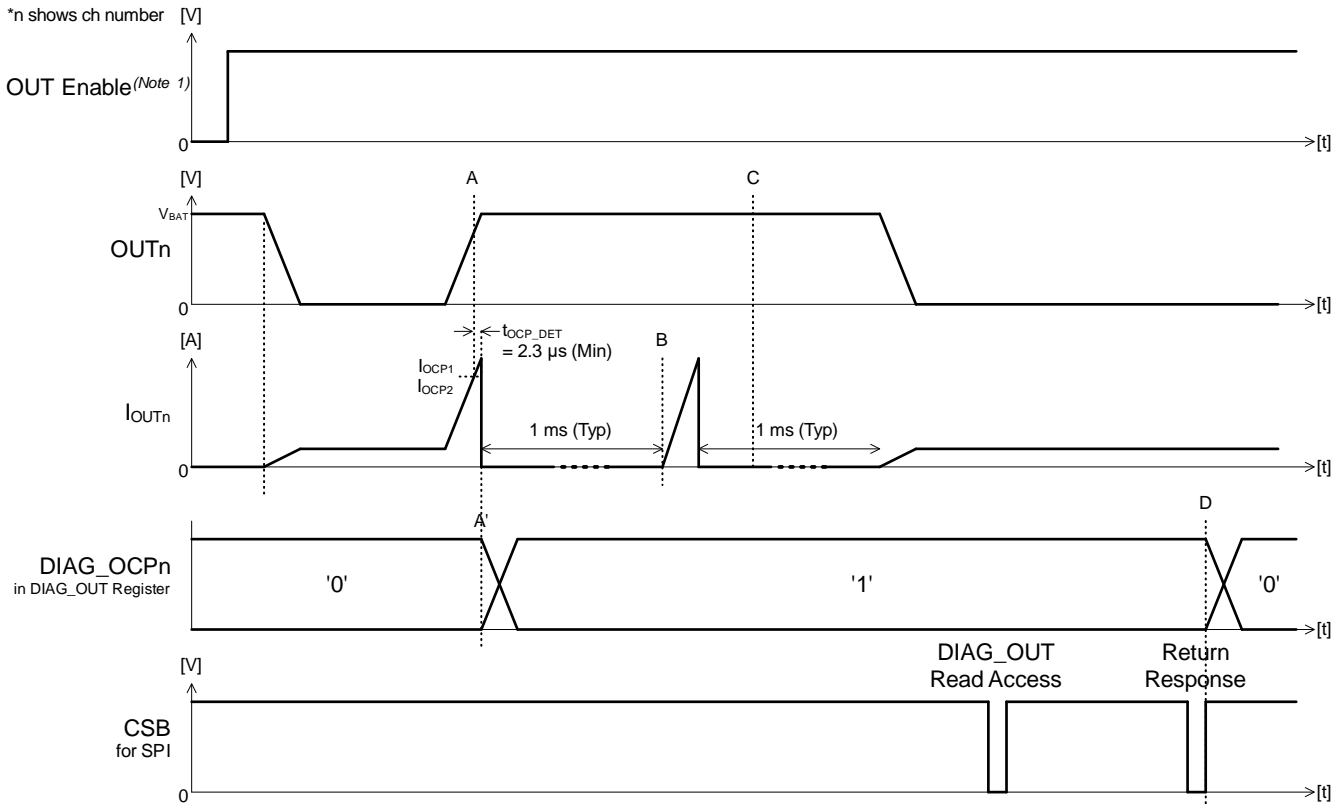 *n shows ch number
[V]
OUT Enable(Note 1)
0
[t]
[V]
A
C
VBAT
OUTn
0
[t]
[A]
tOCP_DET
= 2.3 µs (Min)
B
IOCP1
IOCP2
IOUTn
1 ms (Typ)
1 ms (Typ)
0
[t]
A'
D
DIAG_OCPn
in DIAG_OUT Register
'0'
'1'
'0'
[t]
DIAG_OUT
Read Access
Return
Response
[V]
CSB
for SPI
0
[t]